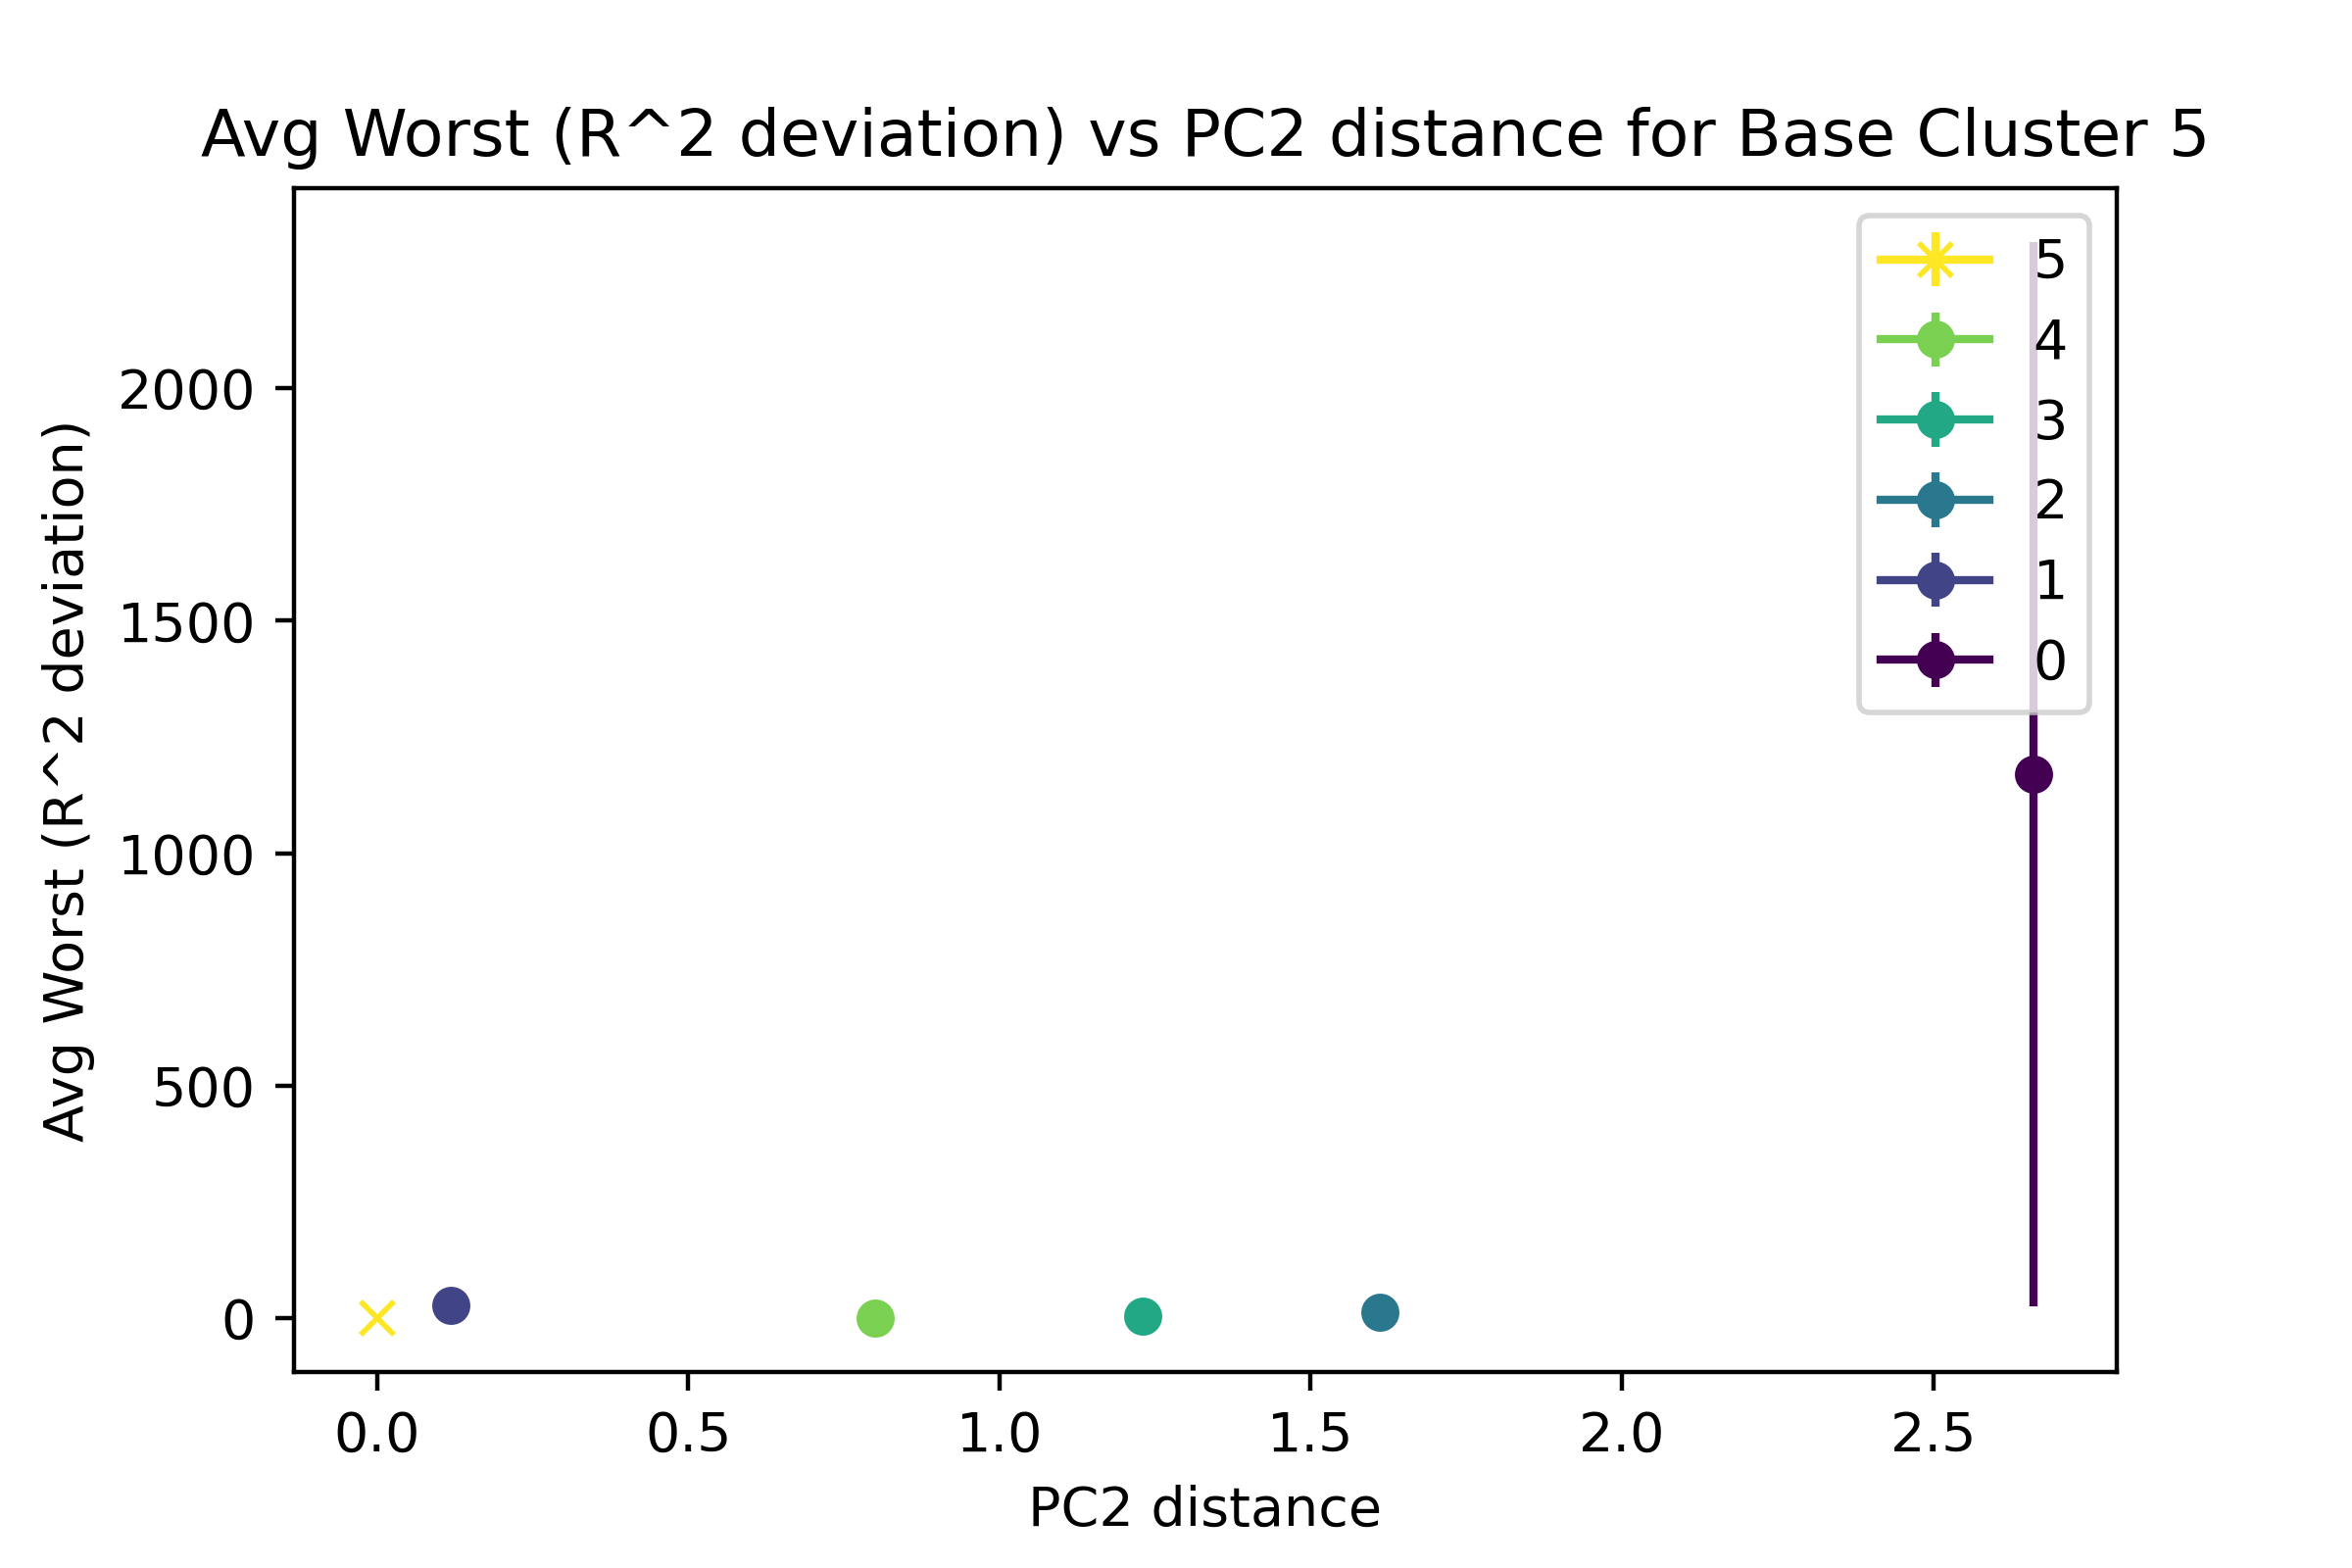 Avg Worst (R^2 deviation) vs PC2 distance for Base Cluster 5
5
4
3
2
1
0
Avg Worst (R^2 deviation)
2000
1500
1000
500
0
0.0 0.5 1.0 1.5 2.0 2.5
PC2 distance